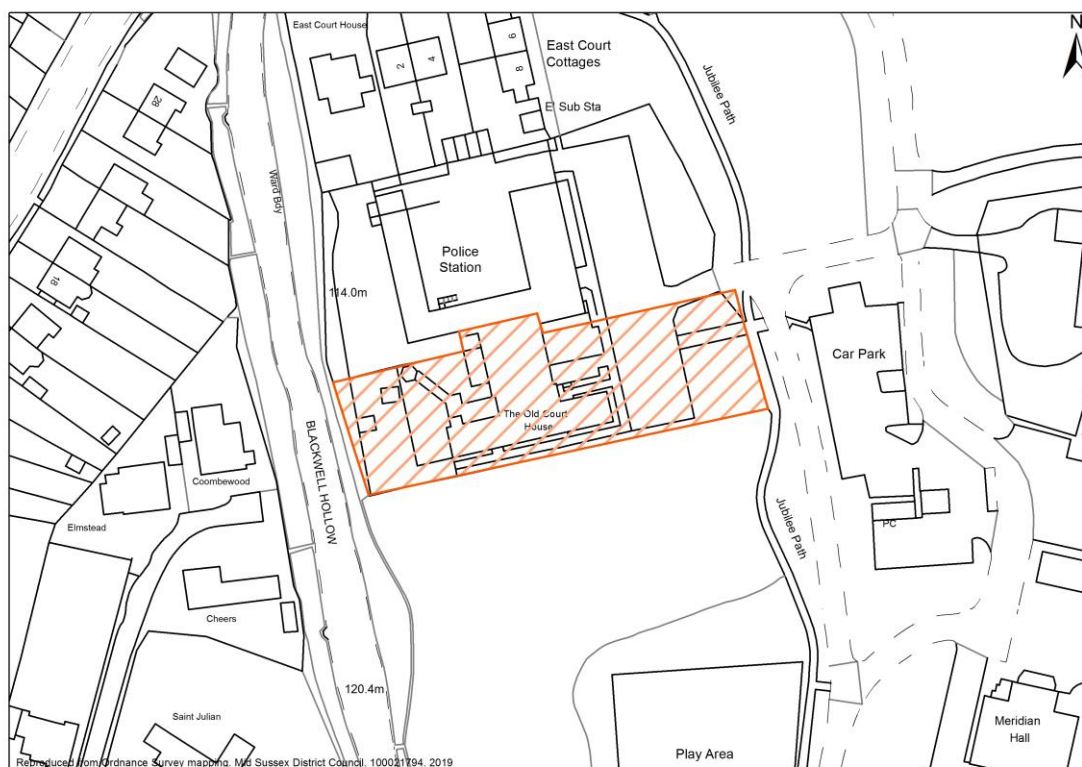 East Court House
N
East Court
Cottages
2
4
6
8
El Sub Sta
Jubilee Path
28
Ward Bdy
Police
Station
18
114.0m
Car Park
The Old Court
House
BLACKWELL HOLLOW
Coombewood
Elmstead
Jubilee Path
PC
Cheers
120.4m
Saint Julian
Meridian
Hall
Play Area
Reproduced from Ordnance Survey mapping. Mid Sussex District Council. 100021794. 2019